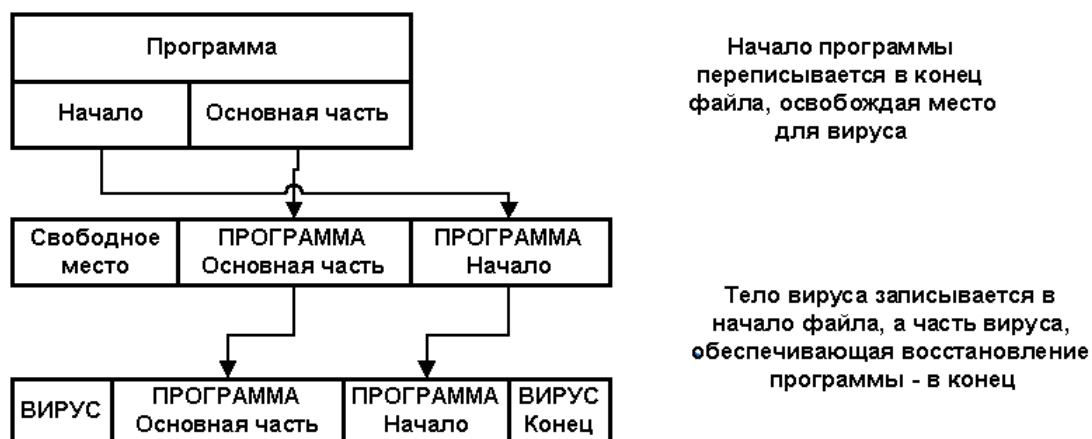 Программа
Начало
Основная часть
Начало программы
переписывается в конец
файла, освобождая место
для вируса
Свободное
место
ПРОГРАММА
Основная часть
ПРОГРАММА
Начало
Тело вируса записывается в
начало файла, а часть вируса,
обеспечивающая восстановление
программы - в конец
ВИРУС
ПРОГРАММА
Основная часть
ПРОГРАММА
Начало
ВИРУС
Конец